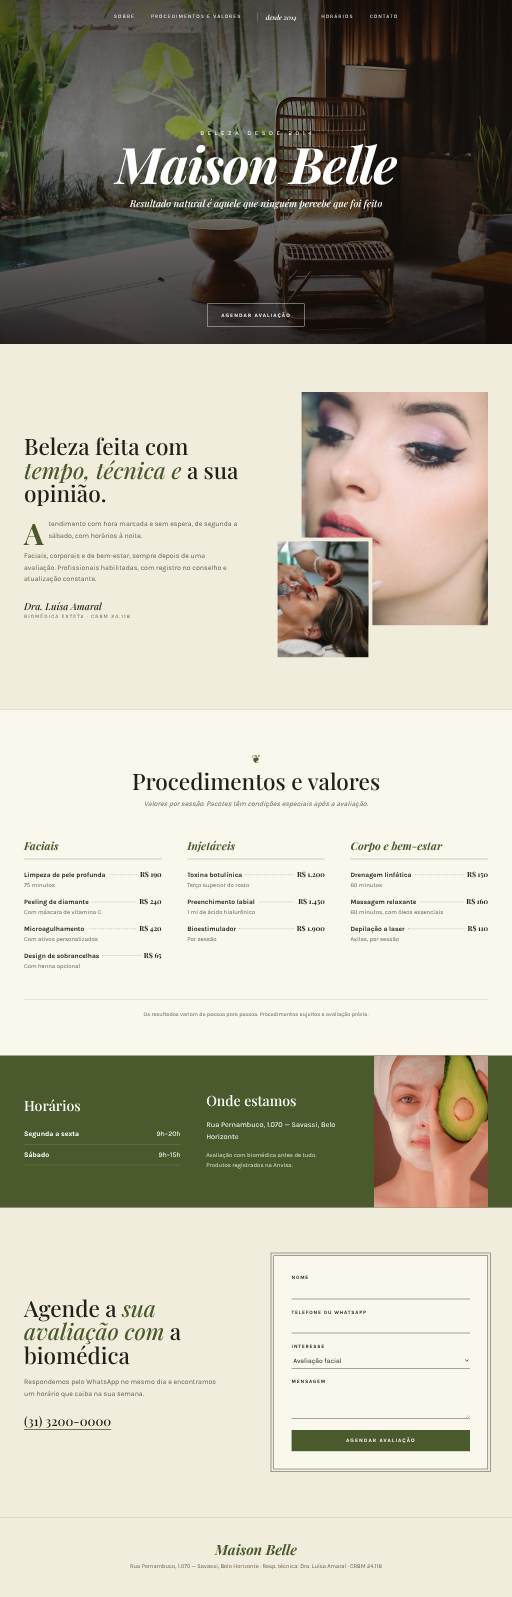 SOBRE PROCEDIMENTOS E VALORES desde 2014 HORÁRIOS CONTATO
BELEZA DESDE 2014
Maison Belle
Resultado natural é aquele que ninguém percebe que foi feito
AGENDAR AVALIAÇÃO
Beleza feita com
tempo, técnica e a sua
opinião.
Atendimento com hora marcada e sem espera, de segunda a
sábado, com horários à noite.
Faciais, corporais e de bem-estar, sempre depois de uma
avaliação. Profissionais habilitadas, com registro no conselho e
atualização constante.
Dra. Luísa Amaral
BIOMÉDICA ESTETA · CRBM 24.118
❦
Procedimentos e valores
Valores por sessão. Pacotes têm condições especiais após a avaliação.
Faciais
Limpeza de pele profunda R$ 190
75 minutos
Peeling de diamante R$ 240
Com máscara de vitamina C
Microagulhamento R$ 420
Com ativos personalizados
Design de sobrancelhas R$ 65
Com henna opcional
Injetáveis
Toxina botulínica R$ 1.200
Terço superior do rosto
Preenchimento labial R$ 1.450
1 ml de ácido hialurônico
Bioestimulador R$ 1.900
Por sessão
Corpo e bem-estar
Drenagem linfática R$ 150
60 minutos
Massagem relaxante R$ 160
60 minutos, com óleos essenciais
Depilação a laser R$ 110
Axilas, por sessão
Os resultados variam de pessoa para pessoa. Procedimentos sujeitos a avaliação prévia.
Horários
Segunda a sexta 9h–20h
Sábado 9h–15h
Onde estamos
Rua Pernambuco, 1.070 — Savassi, Belo
Horizonte
Avaliação com biomédica antes de tudo.
Produtos registrados na Anvisa.
Agende a sua
avaliação com a
biomédica
Respondemos pelo WhatsApp no mesmo dia e encontramos
um horário que caiba na sua semana.
(31) 3200-0000
NOME
TELEFONE OU WHATSAPP
INTERESSE
Avaliação facial
MENSAGEM
AGENDAR AVALIAÇÃO
Maison Belle
Rua Pernambuco, 1.070 — Savassi, Belo Horizonte · Resp. técnica: Dra. Luísa Amaral · CRBM 24.118